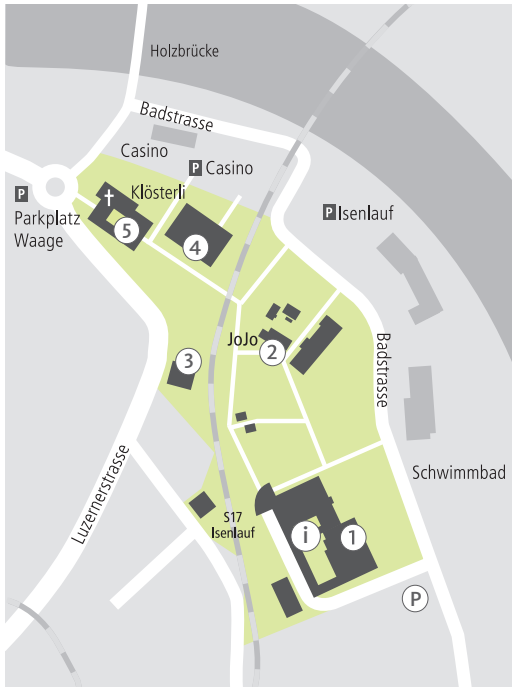 Holzbrücke
Badstrasse
Casino
P Casino
P
Parkplatz
Waage
Klösterli
5
4
P Isenlauf
JoJo
2
3
Badstrasse
Luzernerstrasse
Schwimmbad
S17
Isenlauf
i
1
P